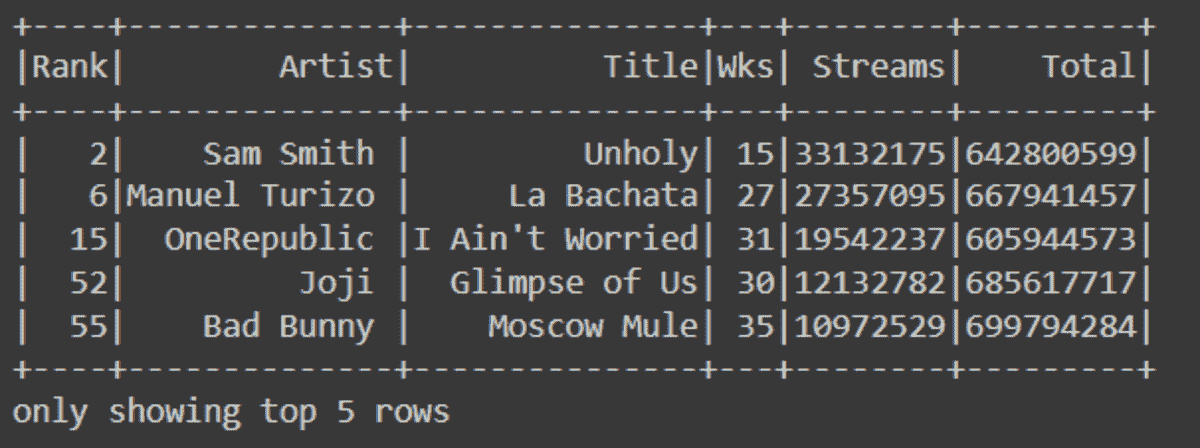 +----+--------------+---------------+---+--------+---------+
|Rank|        Artist|          Title|Wks| Streams|    Total|
+----+--------------+---------------+---+--------+---------+
|   2|    Sam Smith |         Unholy| 15|33132175|642800599|
|   6|Manuel Turizo |     La Bachata| 27|27357095|667941457|
|  15|  OneRepublic |I Ain't Worried| 31|19542237|605944573|
|  52|         Joji |  Glimpse of Us| 30|12132782|685617717|
|  55|    Bad Bunny |    Moscow Mule| 35|10972529|699794284|
+----+--------------+---------------+---+--------+---------+
only showing top 5 rows